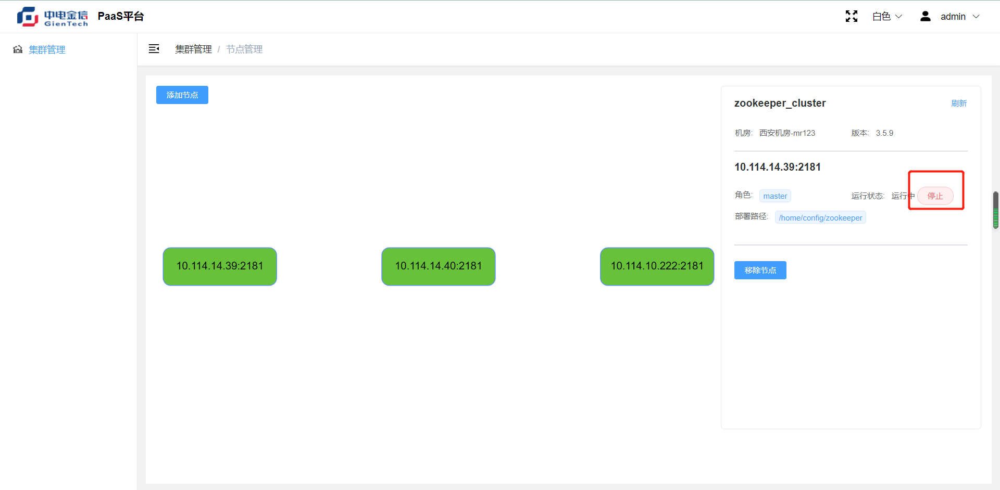 中电金信
GienTech
PaaS平台
白色
admin
集群管理
集群管理 / 节点管理
添加节点
zookeeper_cluster
刷新
机房: 西安机房-mr123
版本: 3.5.9
10.114.14.39:2181
角色: master
运行状态: 运行中 停止
部署路径: /home/config/zookeeper
10.114.14.39:2181
10.114.14.40:2181
10.114.10.222:2181
移除节点